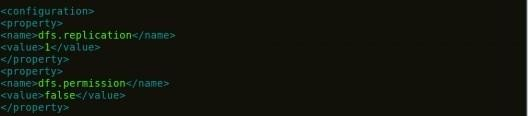 <configuration>
<property>
<name>dfs.replication</name>
<value>1</value>
</property>
<property>
<name>dfs.permission</name>
<value>false</value>
</property>